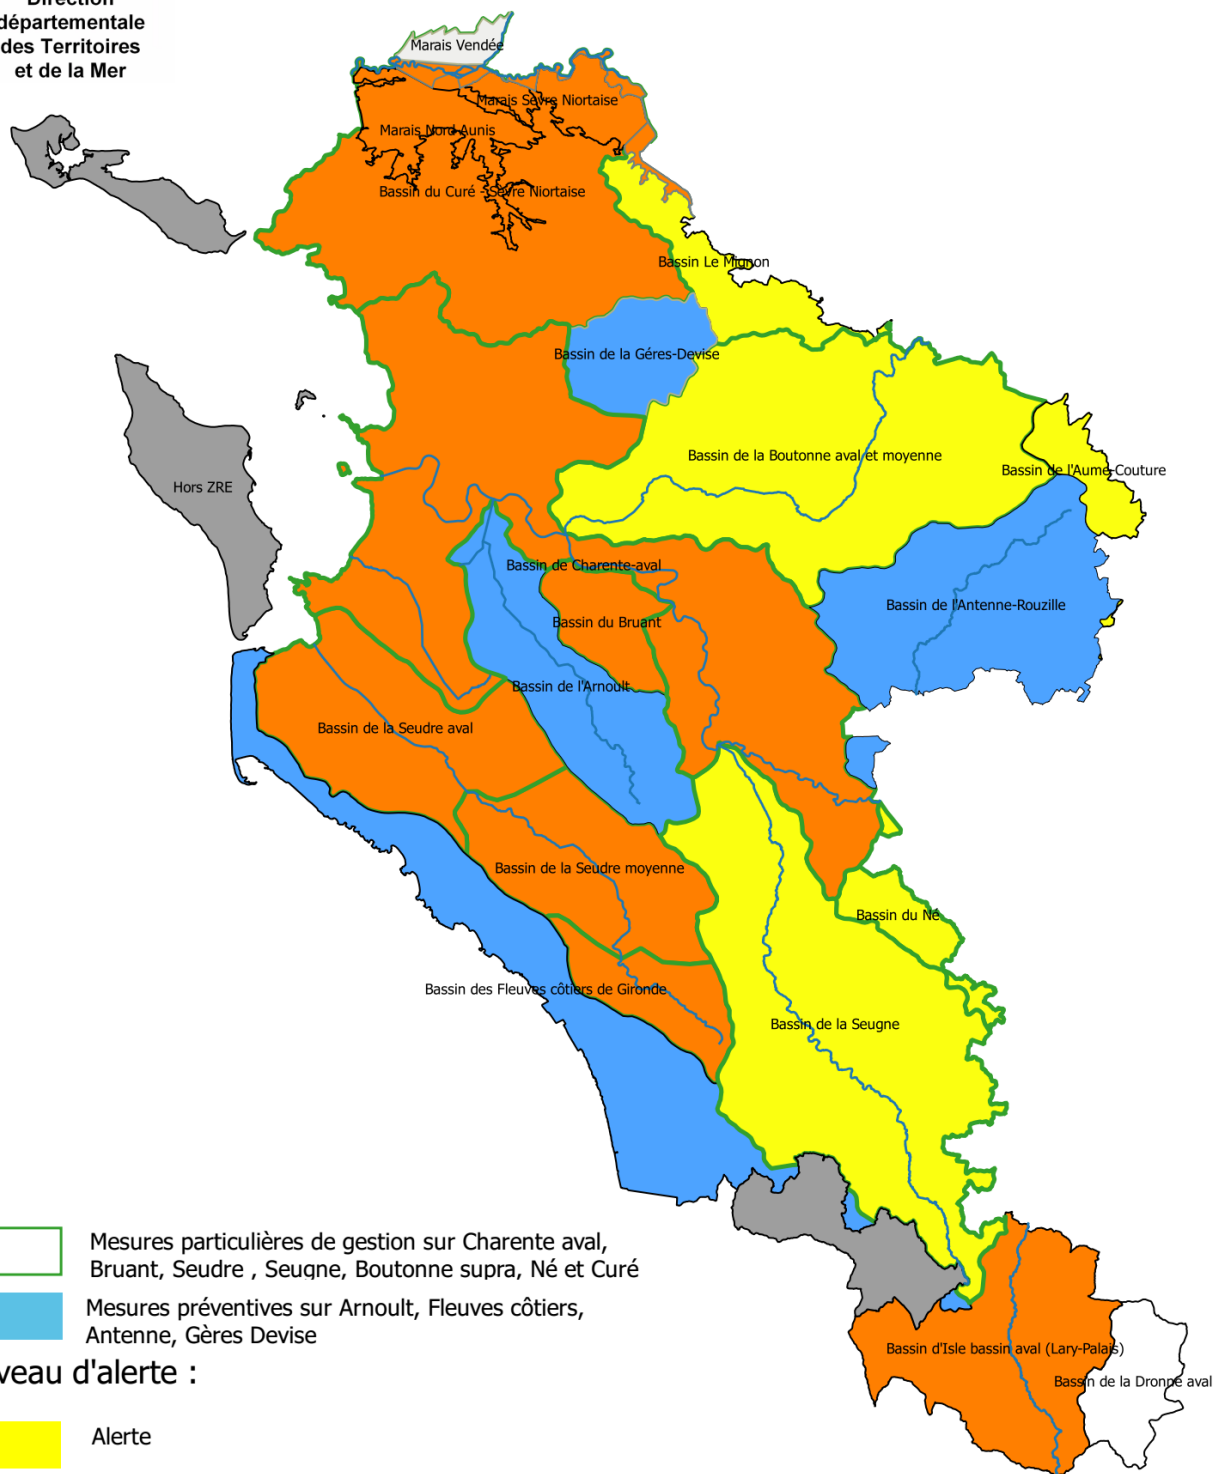 Direction
départementale
des Territoires
et de la Mer
Marais Vendée
Marais Sèvre Niortaise
Marais Nord Aunis
Bassin du Curé - Sèvre Niortaise
Bassin Le Mignon
Bassin de la Géres-Devise
Bassin de la Boutonne aval et moyenne
Bassin de l'Aume-Couture
Hors ZRE
Bassin de Charente-aval
Bassin de l'Antenne-Rouzille
Bassin du Bruant
Bassin de l'Arnoult
Bassin de la Seudre aval
Bassin de la Seudre moyenne
Bassin du Né
Bassin des Fleuves côtiers de Gironde
Bassin de la Seugne
Mesures particulières de gestion sur Charente aval,
Bruant, Seudre , Seugne, Boutonne supra, Né et Curé
Mesures préventives sur Arnoult, Fleuves côtiers,
Antenne, Gères Devise
Bassin d'Isle bassin aval (Lary-Palais)
veau d'alerte :
Bassin de la Dronne aval
Alerte